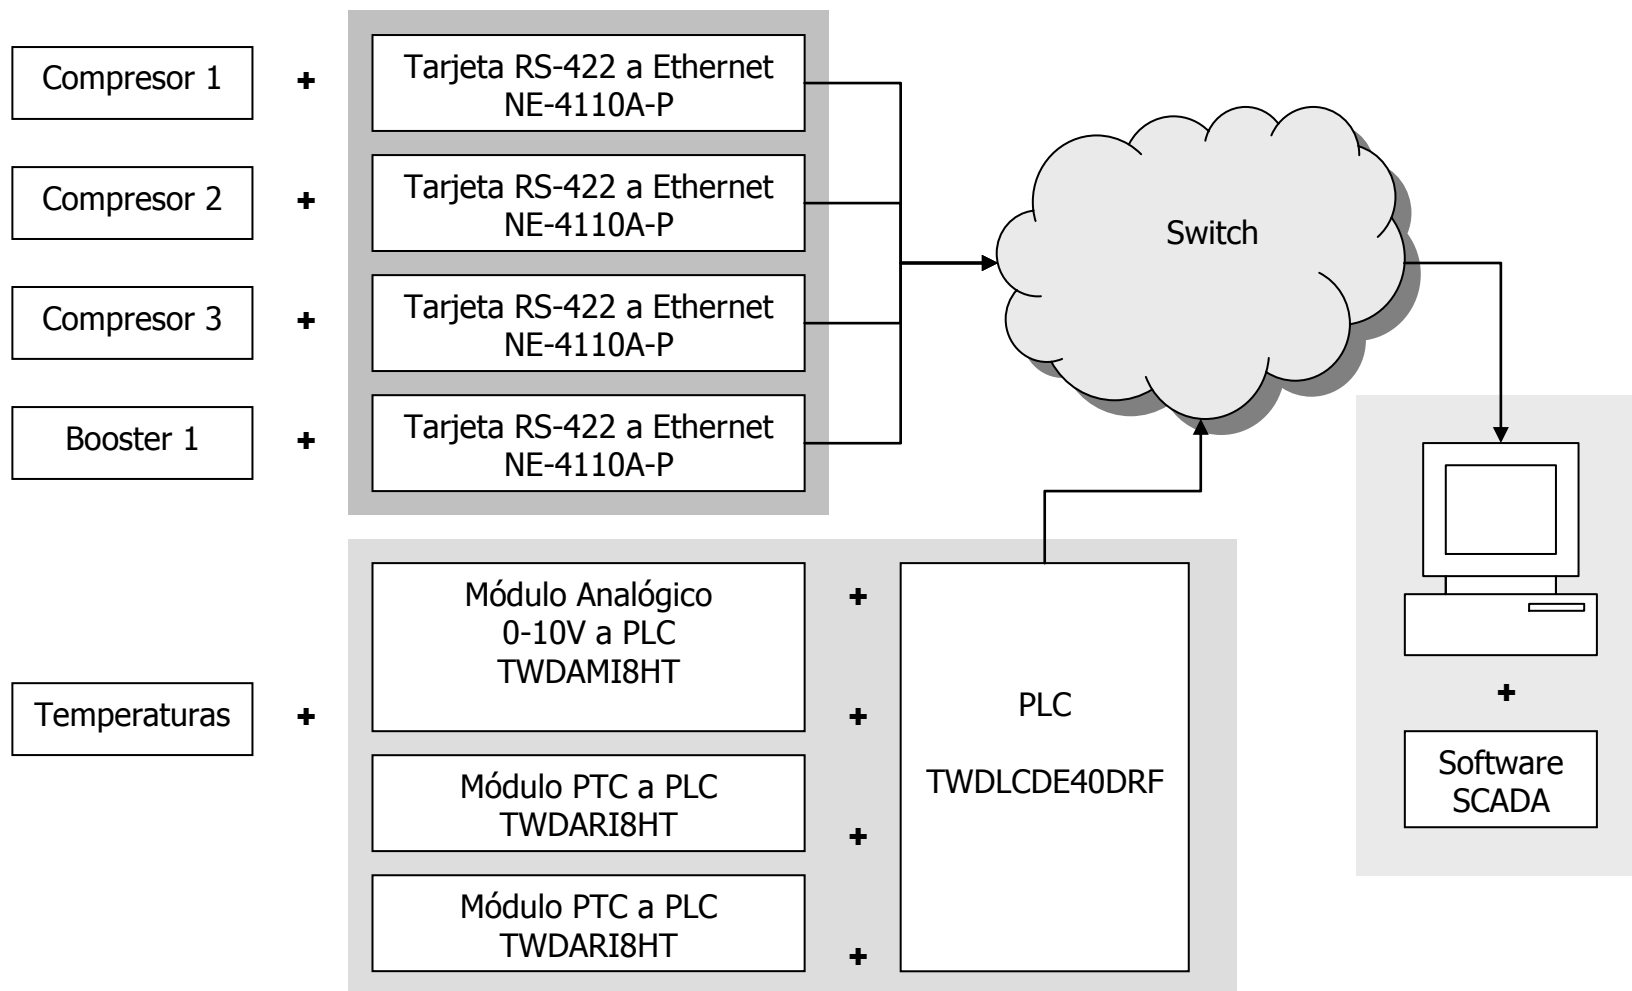 Compresor 1
+
Tarjeta RS-422 a Ethernet
NE-4110A-P
Compresor 2
+
Tarjeta RS-422 a Ethernet
NE-4110A-P
Compresor 3
+
Tarjeta RS-422 a Ethernet
NE-4110A-P
Booster 1
+
Tarjeta RS-422 a Ethernet
NE-4110A-P
Switch
Temperaturas
+
Módulo Analógico
0-10V a PLC
TWDAMI8HT
+
+
Módulo PTC a PLC
TWDARI8HT
+
Módulo PTC a PLC
TWDARI8HT
+
PLC
TWDLCDE40DRF
+
Software
SCADA